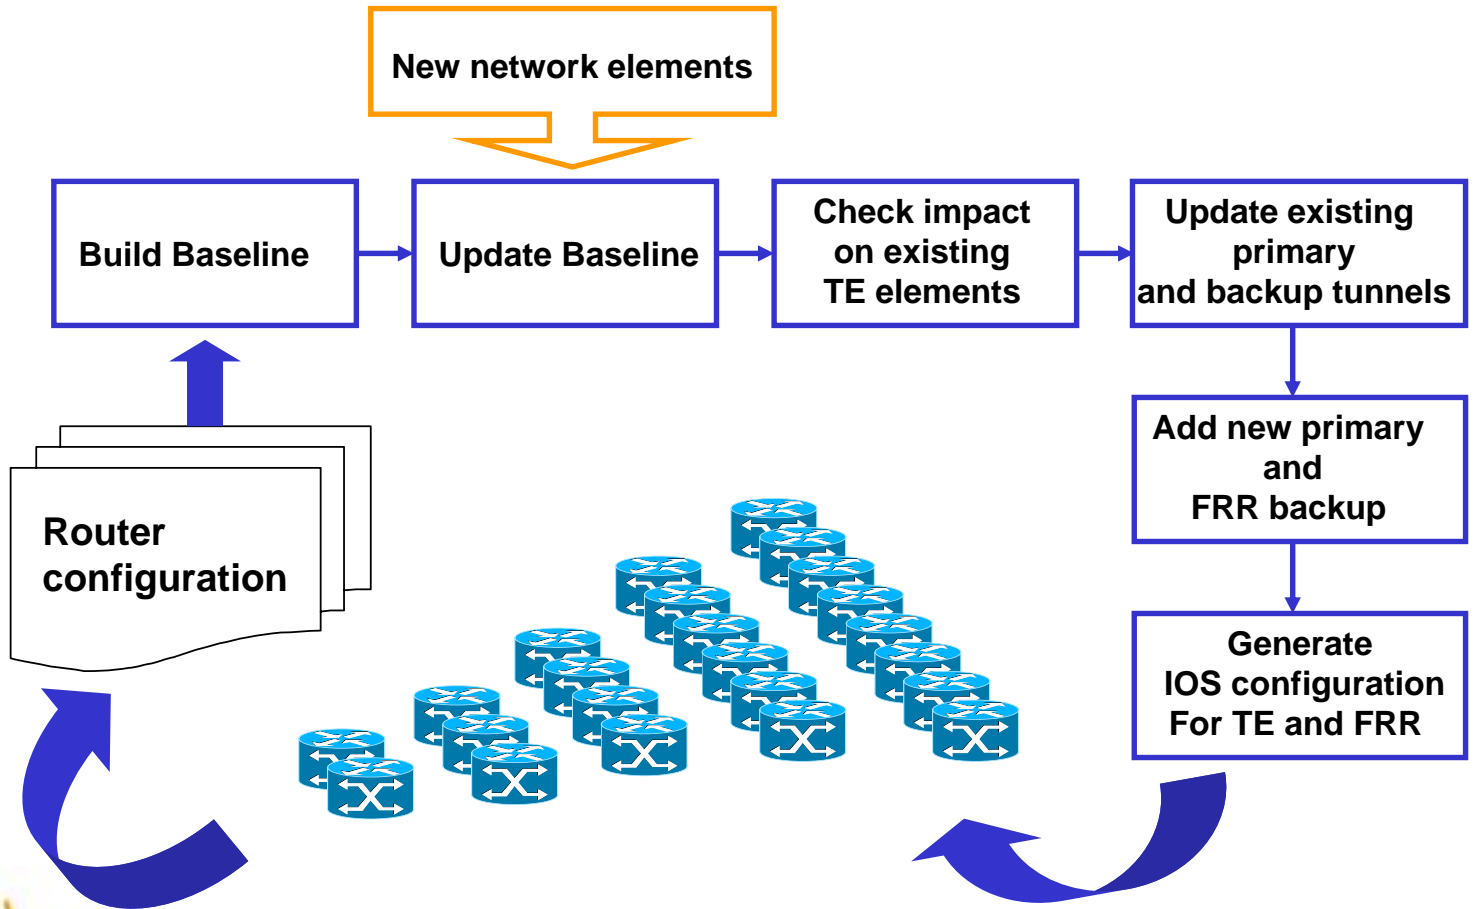 New network elements
Build Baseline
Update Baseline
Check impact
on existing
TE elements
Update existing
primary
and backup tunnels
Add new primary
and
FRR backup
Router
configuration
Generate
IOS configuration
For TE and FRR